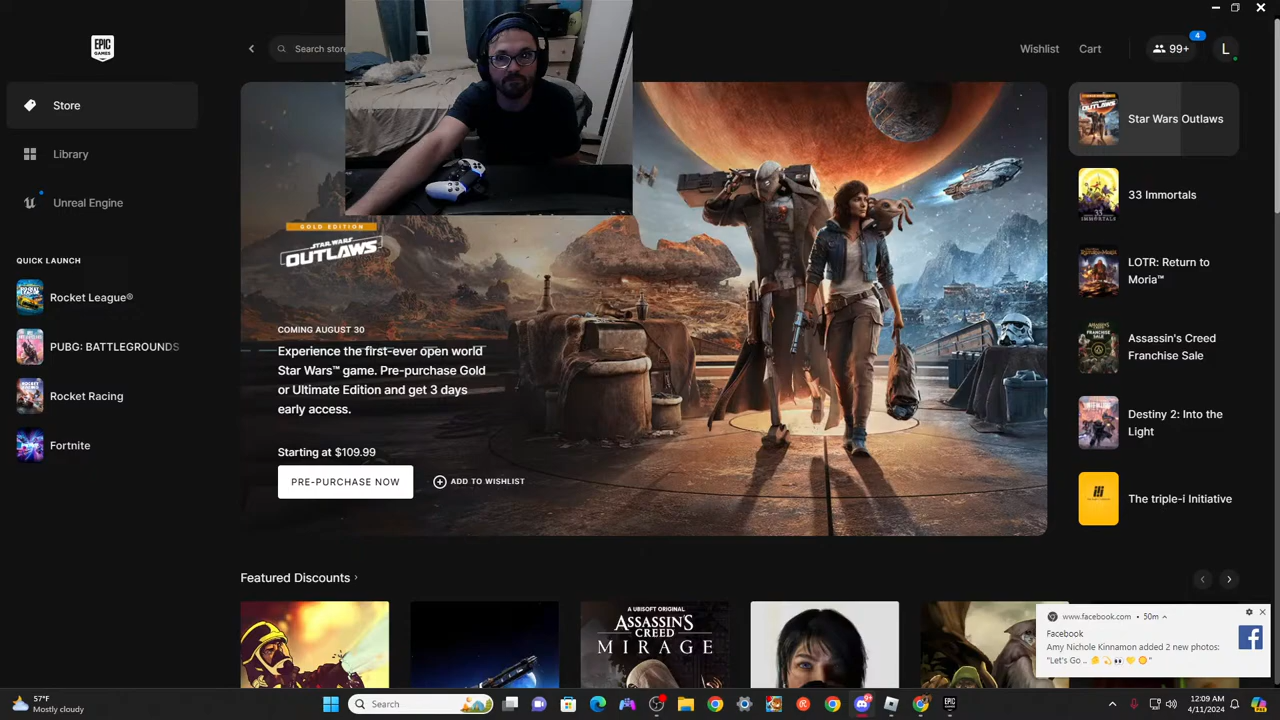 EPIC
GAMES
Search store
Wishlist
Cart
4
99+
L
Store
Library
Unreal Engine
QUICK LAUNCH
Rocket League®
PUBG: BATTLEGROUNDS
Rocket Racing
Fortnite
GOLD EDITION
STAR WARS
OUTLAWS
COMING AUGUST 30
Experience the first-ever open world
Star Wars™ game. Pre-purchase Gold
or Ultimate Edition and get 3 days
early access.
Starting at $109.99
PRE-PURCHASE NOW
ADD TO WISHLIST
Star Wars Outlaws
33 Immortals
LOTR: Return to
Moria™
Assassin's Creed
Franchise Sale
Destiny 2: Into the
Light
The triple-i Initiative
Featured Discounts
A UBISOFT ORIGINAL
ASSASSIN'S
CREED
MIRAGE
www.facebook.com • 50m
Facebook
Amy Nichole Kinnamon added 2 new photos:
"Let's Go .. 🤌💫👀💛🌕"
57°F
Mostly cloudy
Search
12:09 AM
4/11/2024